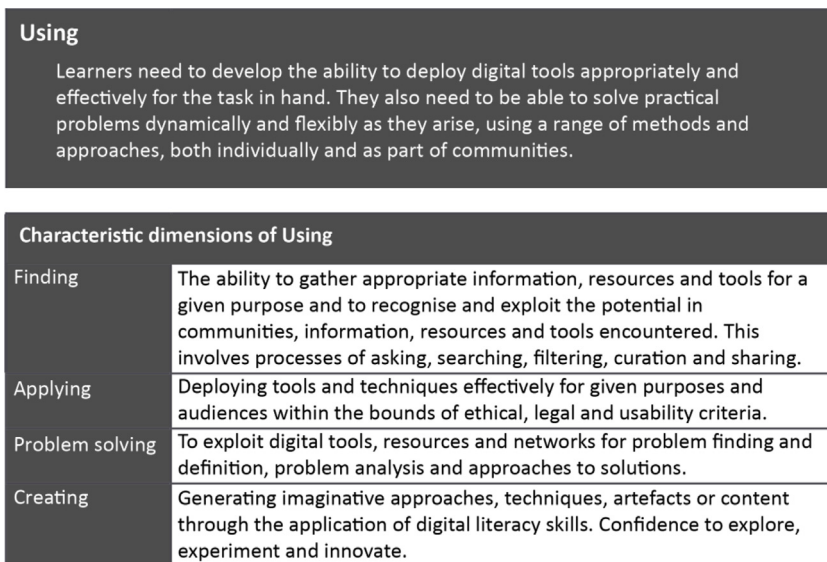 Using
Learners need to develop the ability to deploy digital tools appropriately and
effectively for the task in hand. They also need to be able to solve practical
problems dynamically and flexibly as they arise, using a range of methods and
approaches, both individually and as part of communities.
Characteristic dimensions of Using
Finding
The ability to gather appropriate information, resources and tools for a
given purpose and to recognise and exploit the potential in
communities, information, resources and tools encountered. This
involves processes of asking, searching, filtering, curation and sharing.
Applying
Deploying tools and techniques effectively for given purposes and
audiences within the bounds of ethical, legal and usability criteria.
Problem solving
To exploit digital tools, resources and networks for problem finding and
definition, problem analysis and approaches to solutions.
Creating
Generating imaginative approaches, techniques, artefacts or content
through the application of digital literacy skills. Confidence to explore,
experiment and innovate.